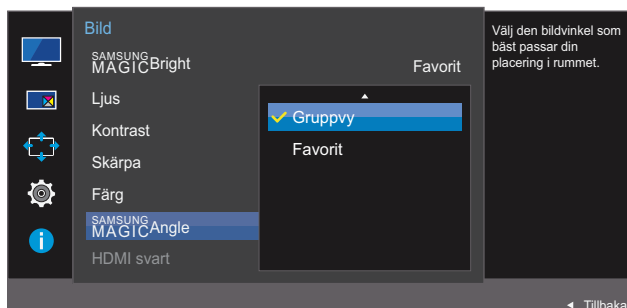 Bild
SAMSUNG
MAGICBright Favorit
Ljus
Kontrast
Skärpa
Färg
SAMSUNG
MAGICAngle
HDMI svart
Gruppvy
Favorit
Välj den bildvinkel som
bäst passar din
placering i rummet.
Tillbaka